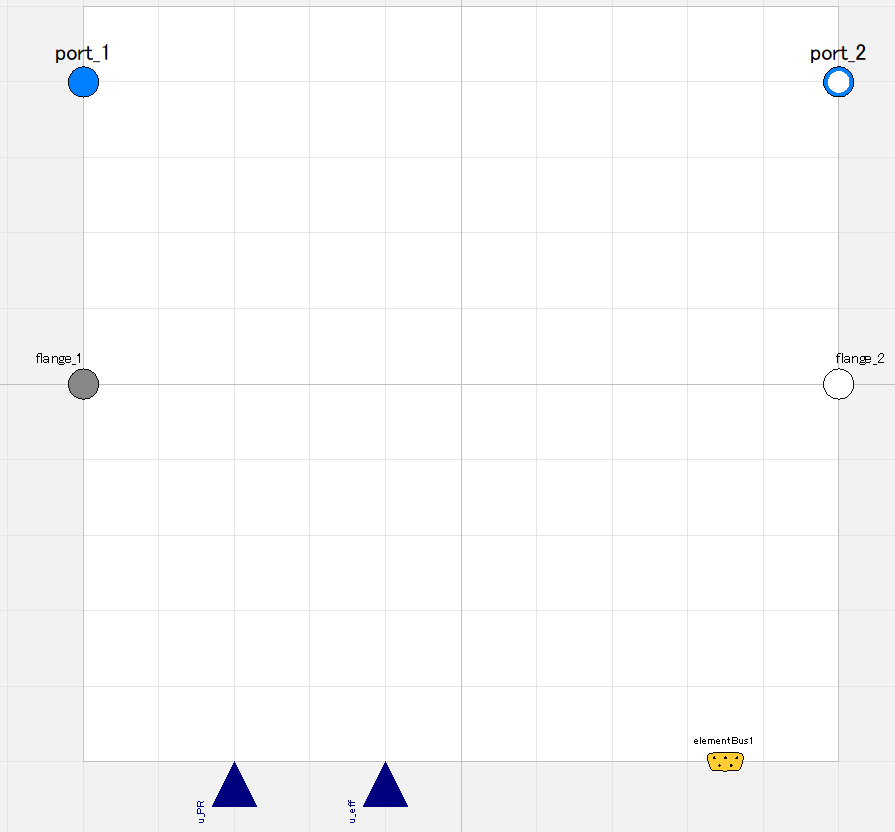 port_1
port_2
flange_1
flange_2
elementBus1
u_PR
u_eff